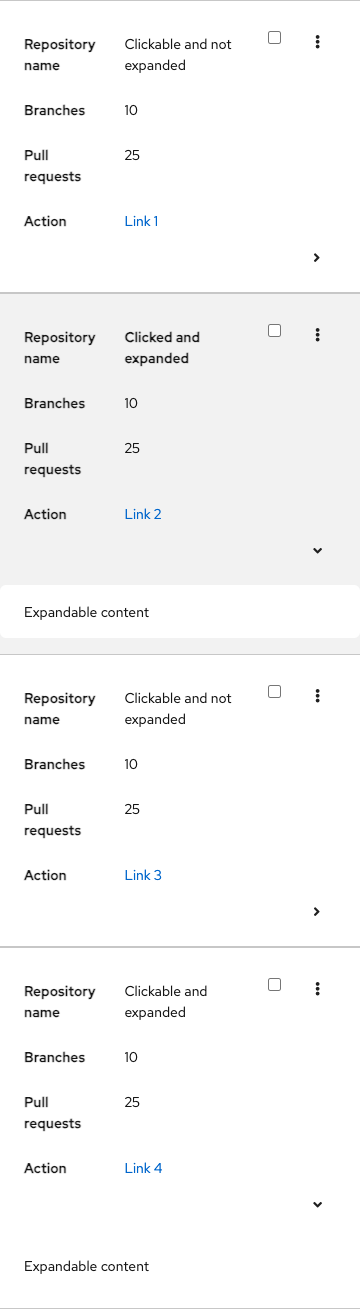 Repository name
Clickable and not expanded
Branches 10
Pull requests 25
Action Link 1
Repository name
Clicked and expanded
Branches 10
Pull requests 25
Action Link 2
Expandable content
Repository name
Clickable and not expanded
Branches 10
Pull requests 25
Action Link 3
Repository name
Clickable and expanded
Branches 10
Pull requests 25
Action Link 4
Expandable content